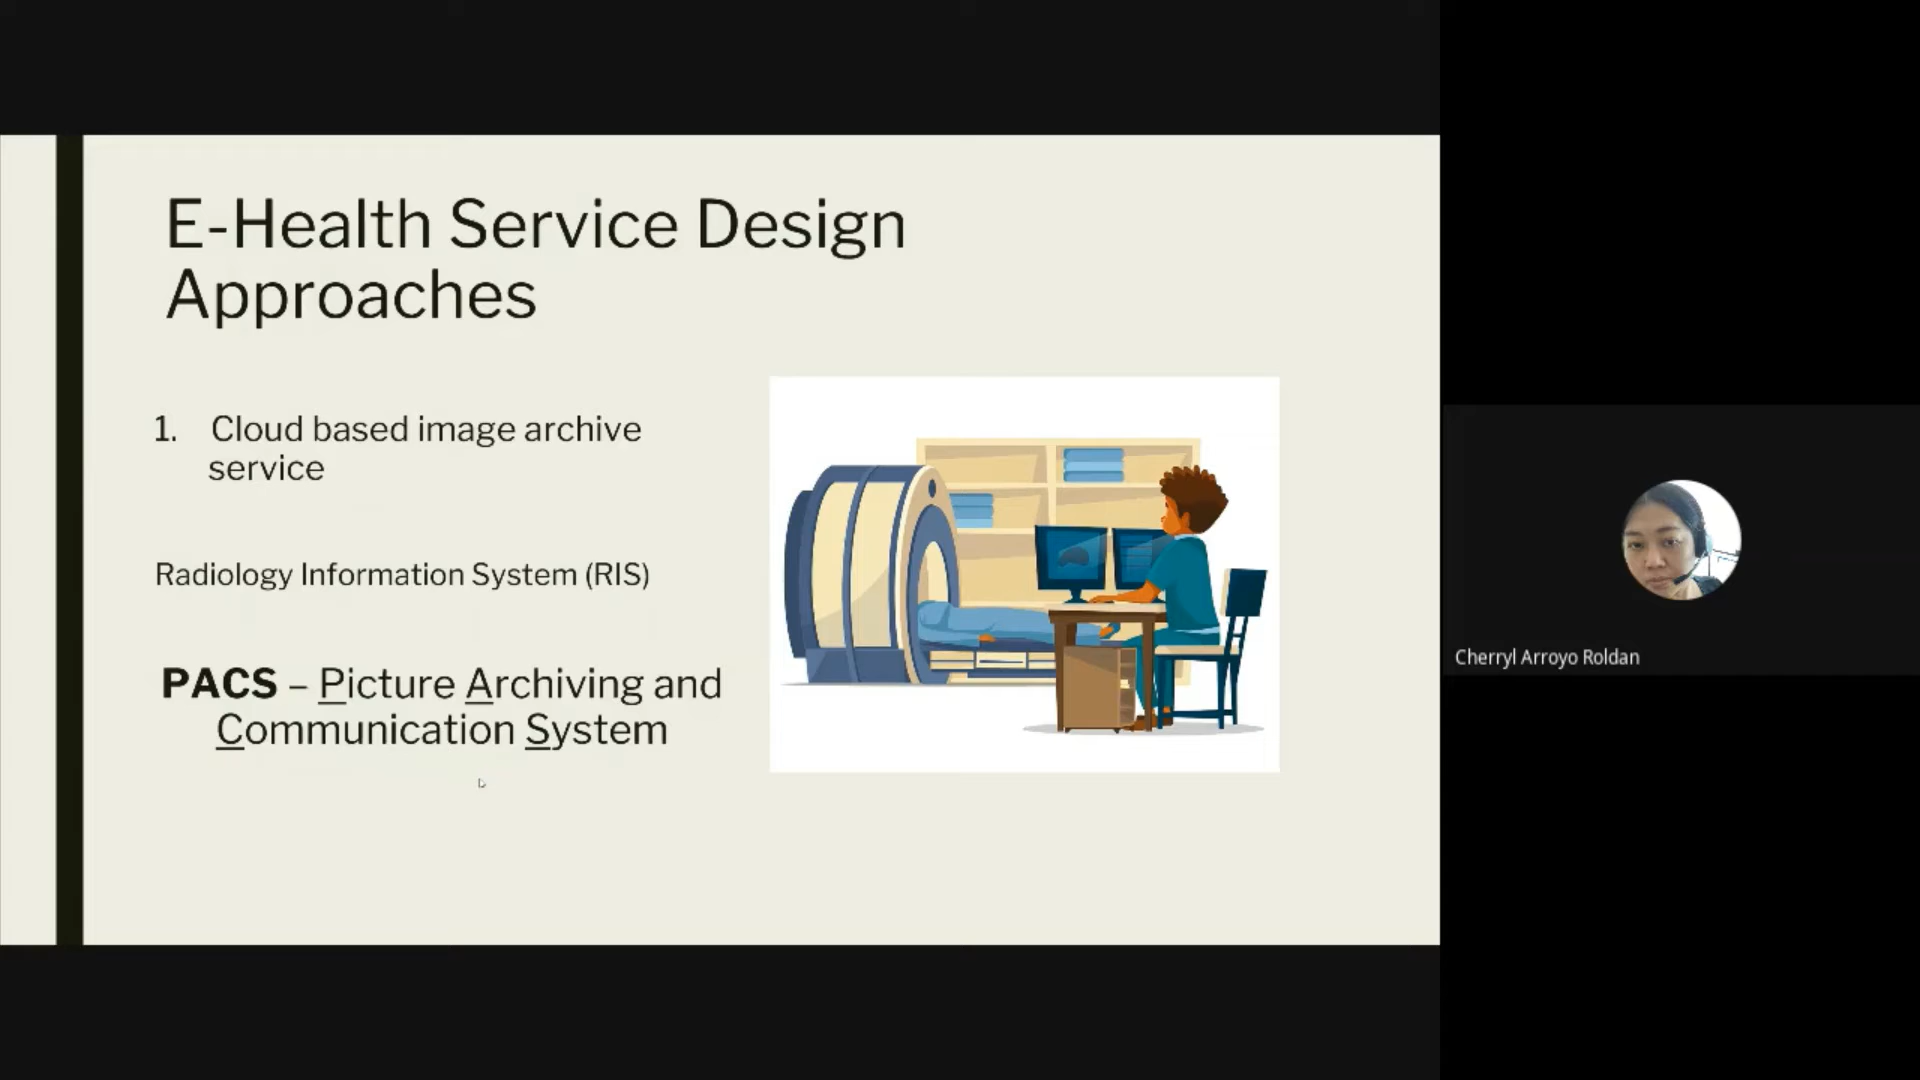 E-Health Service Design
Approaches
1. Cloud based image archive
service
Radiology Information System (RIS)
PACS – Picture Archiving and
Communication System
Cherryl Arroyo Roldan